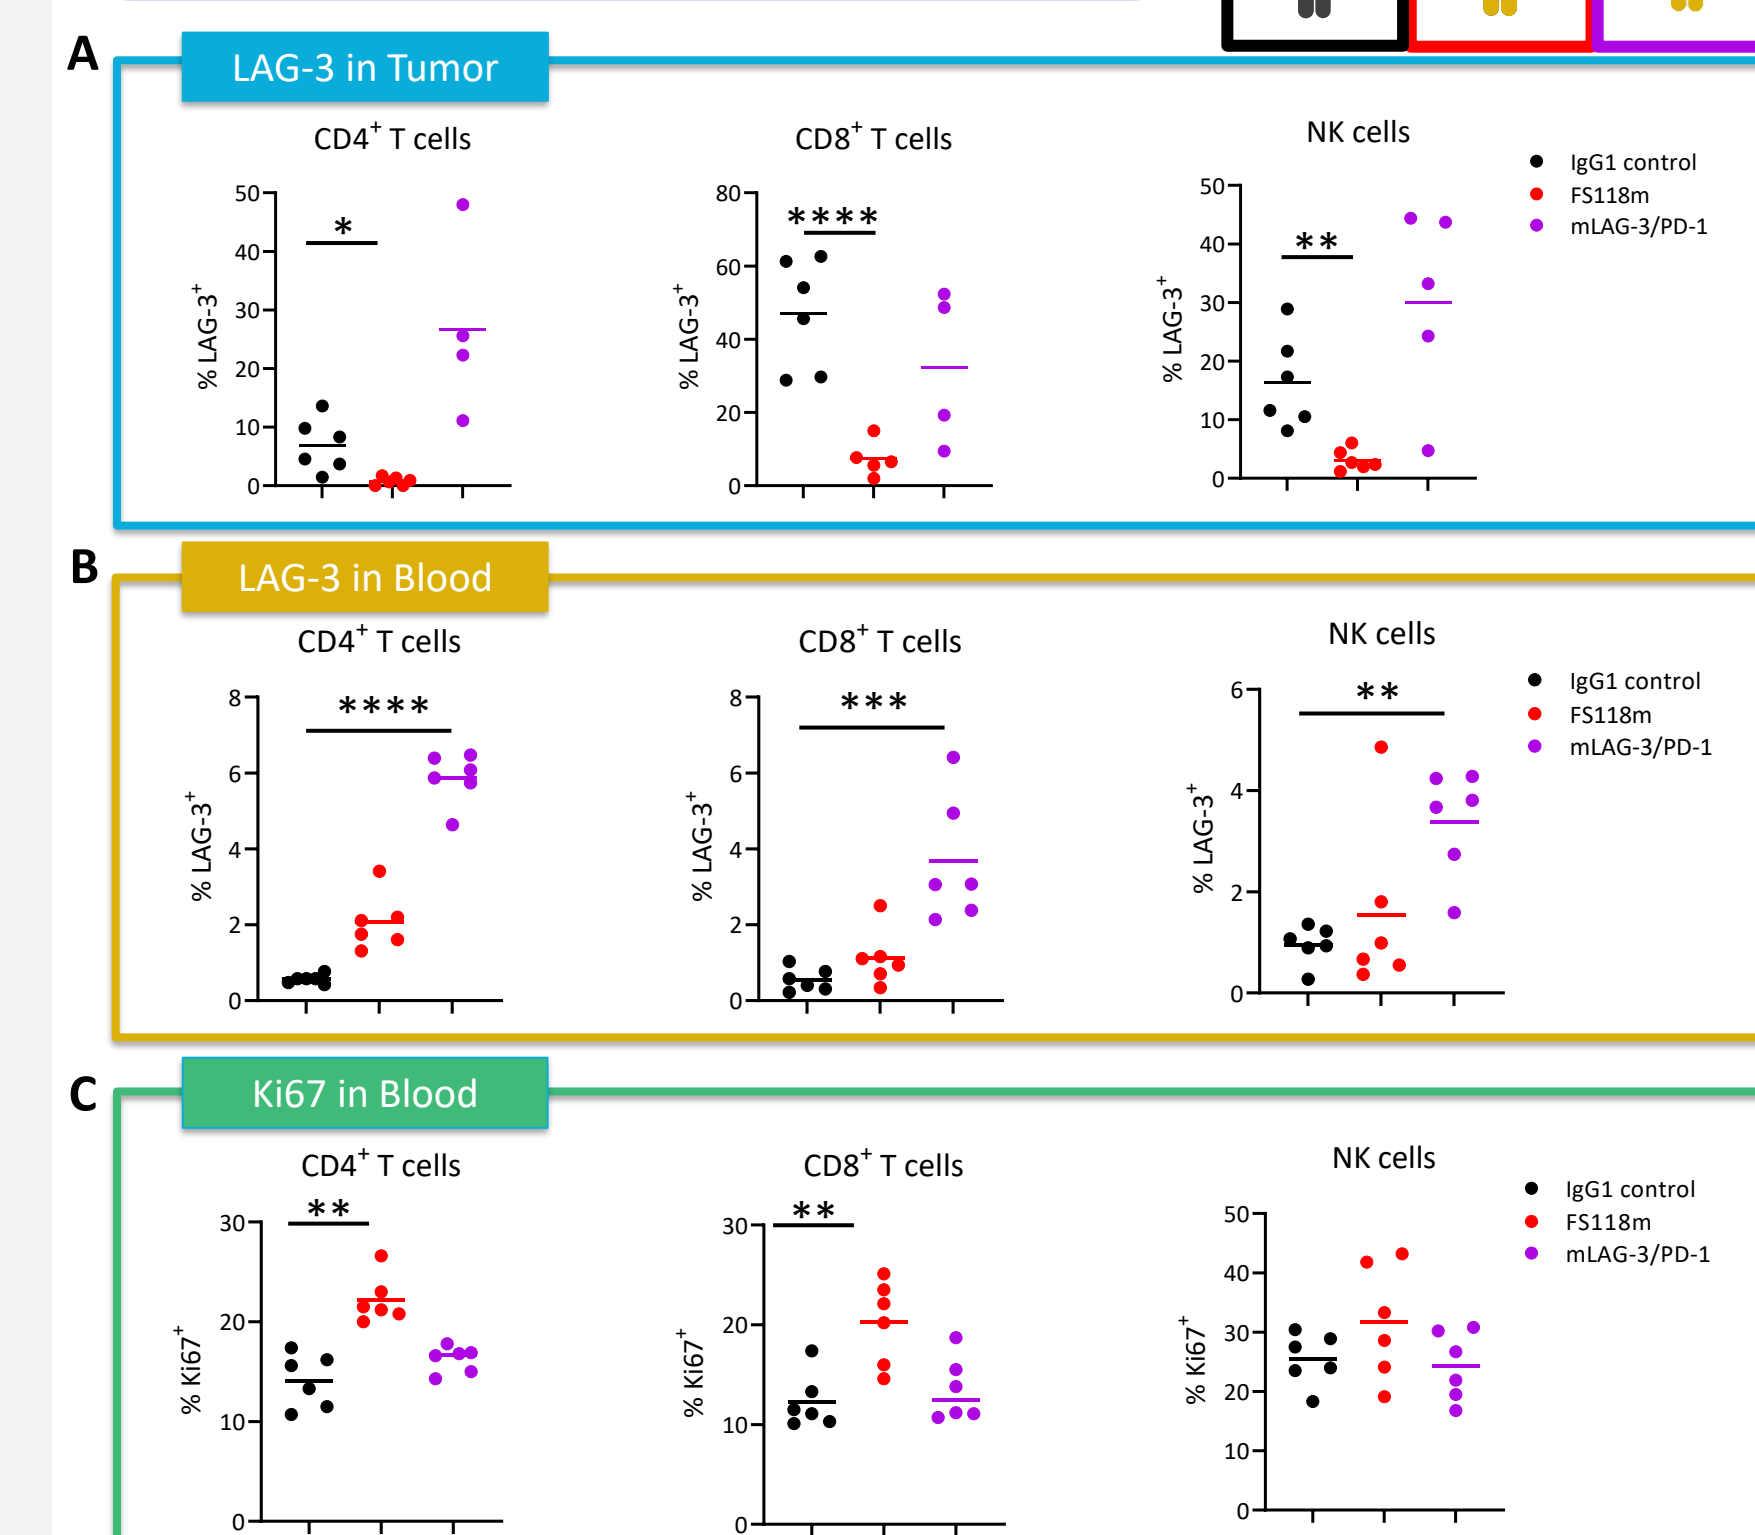 A
LAG-3 in Tumor
CD4+ T cells
CD8+ T cells
NK cells
IgG1 control
FS118m
mLAG-3/PD-1
% LAG-3+
50
40
30
20
10
0
*
% LAG-3+
80
60
40
20
0
****
% LAG-3+
50
40
30
20
10
0
**
B
LAG-3 in Blood
CD4+ T cells
CD8+ T cells
NK cells
IgG1 control
FS118m
mLAG-3/PD-1
% LAG-3+
8
6
4
2
0
****
% LAG-3+
8
6
4
2
0
***
% LAG-3+
6
4
2
0
**
C
Ki67 in Blood
CD4+ T cells
CD8+ T cells
NK cells
IgG1 control
FS118m
mLAG-3/PD-1
% Ki67+
30
20
10
0
**
% Ki67+
30
20
10
0
**
% Ki67+
50
40
30
20
10
0